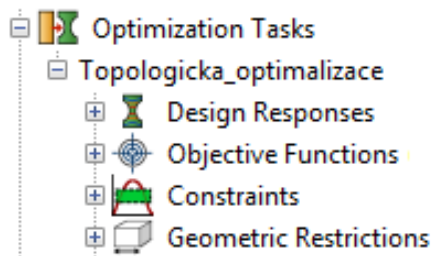 Optimization Tasks
Topologicka_optimalizace
Design Responses
Objective Functions
Constraints
Geometric Restrictions